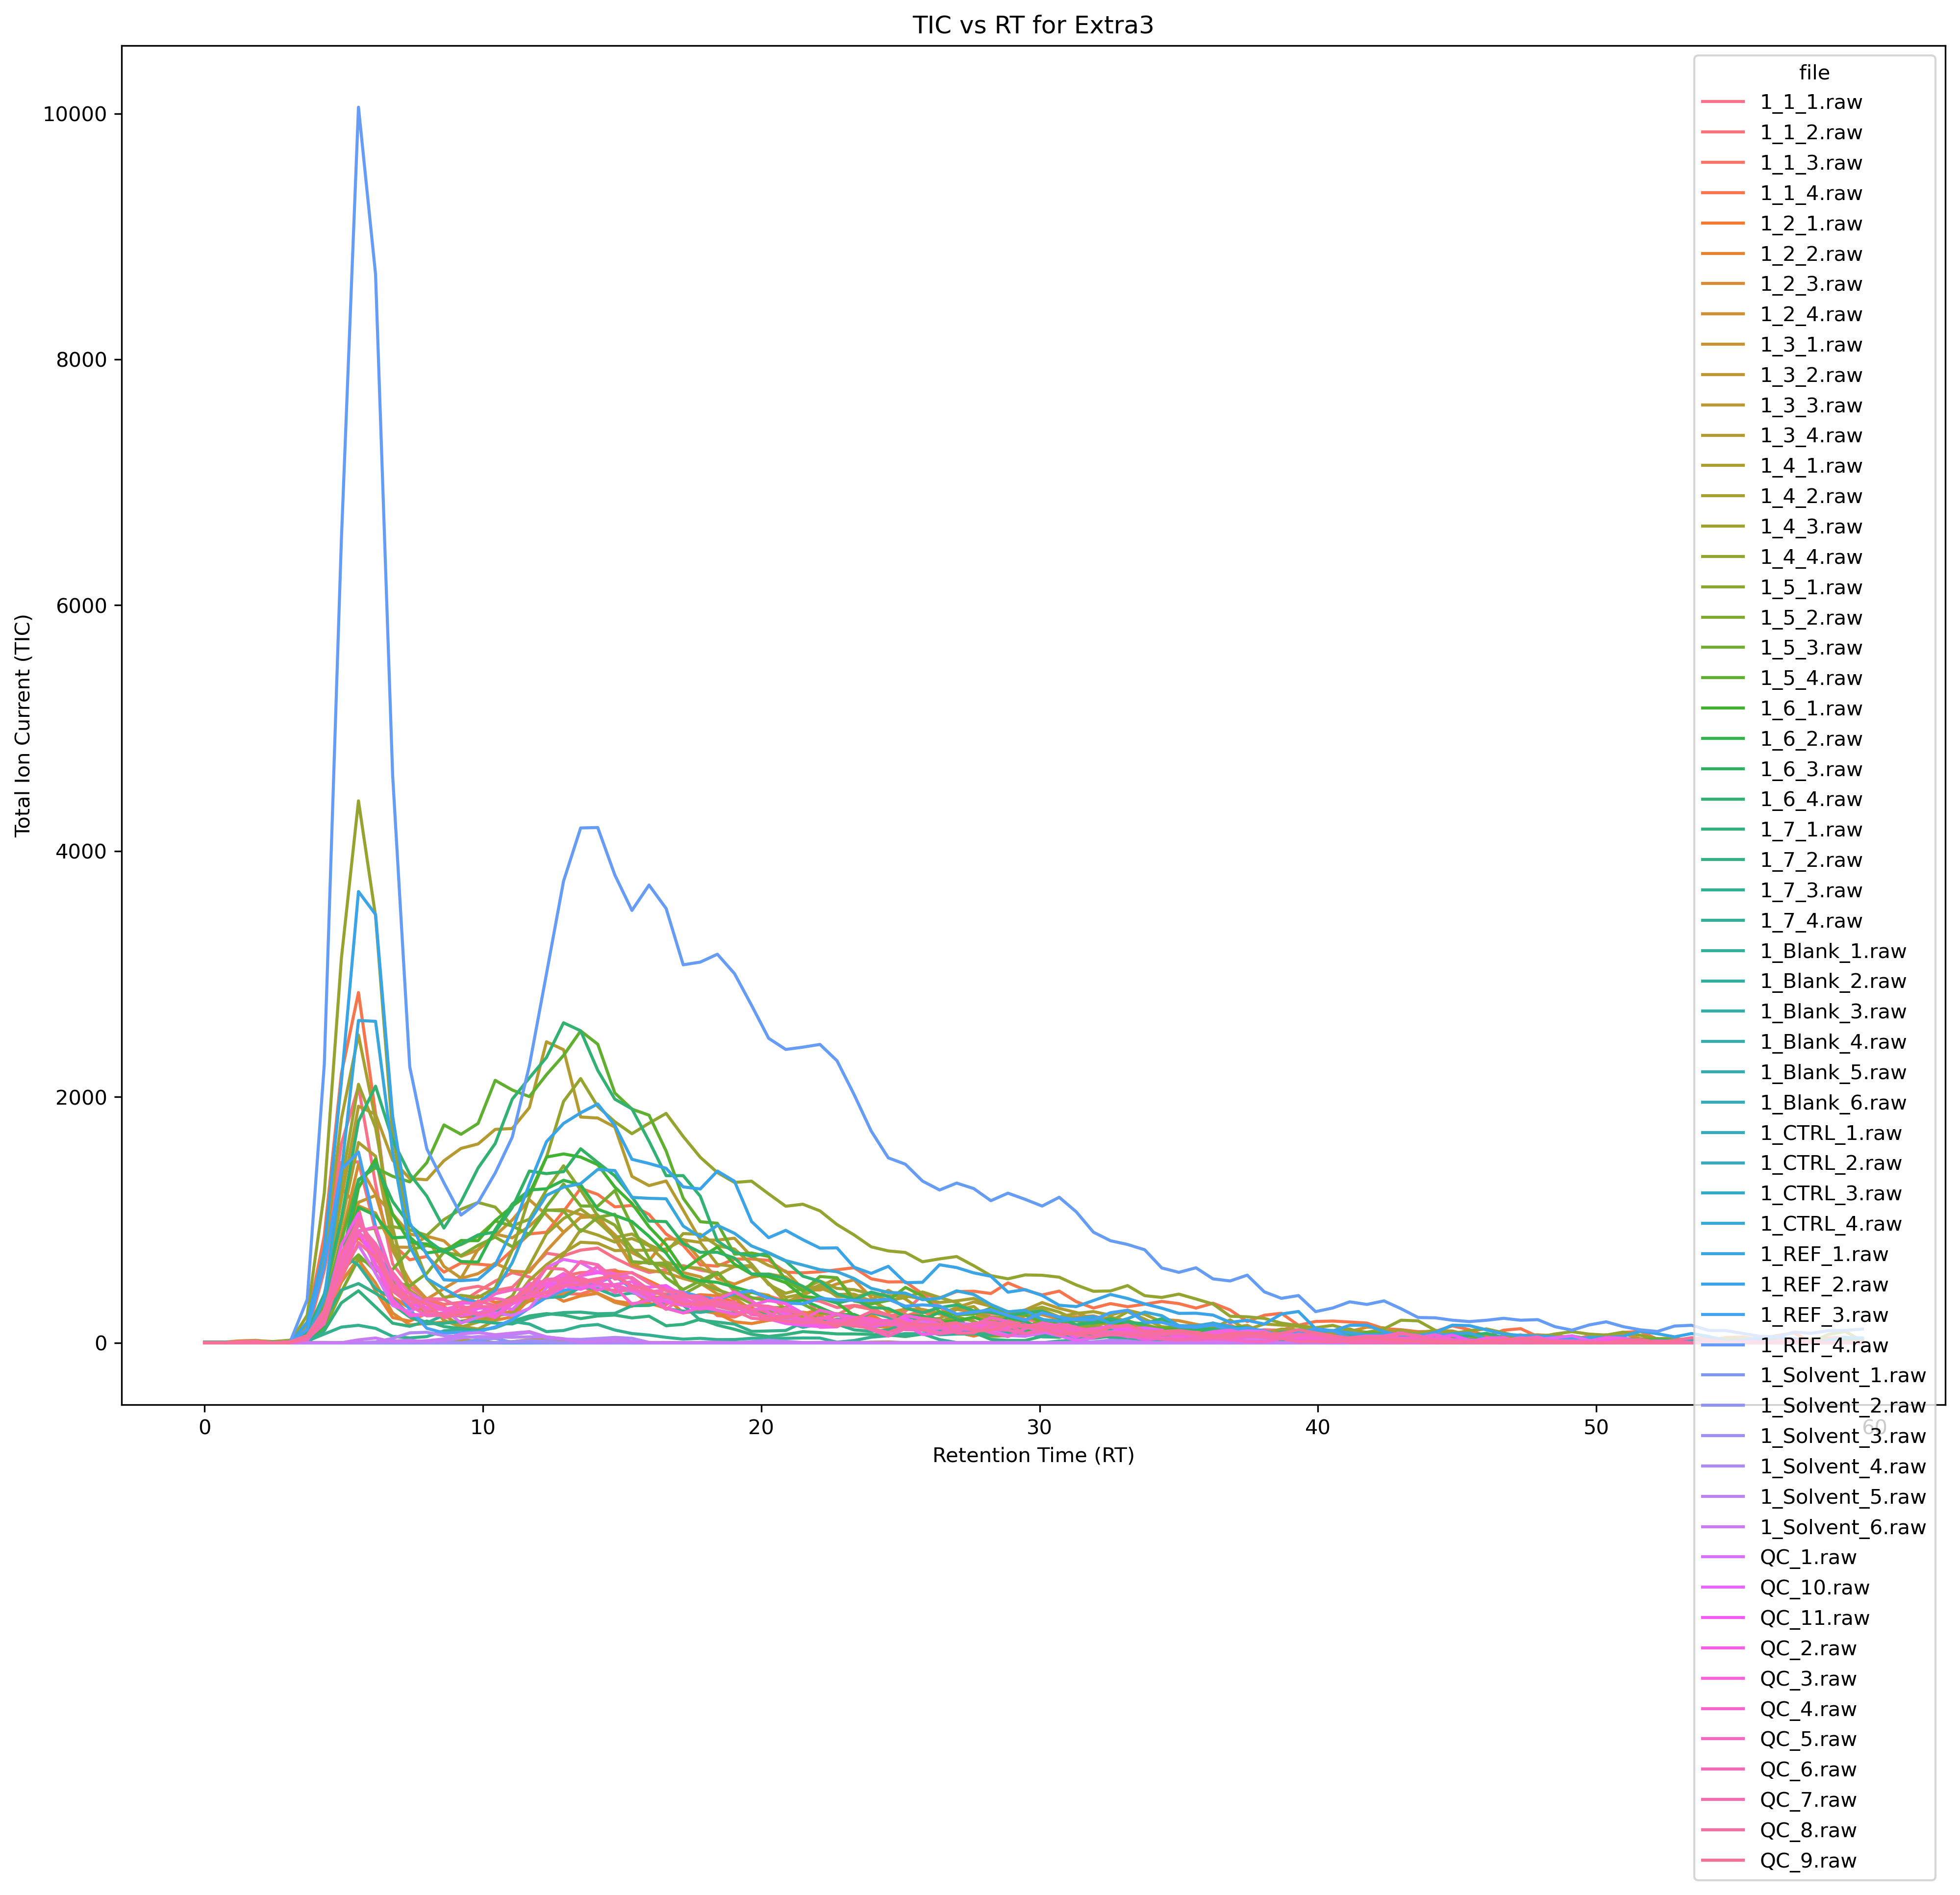 TIC vs RT for Extra3
Total Ion Current (TIC)
10000
8000
6000
4000
2000
0
0
10
20
30
40
50
60
Retention Time (RT)
file
1_1_1.raw
1_1_2.raw
1_1_3.raw
1_1_4.raw
1_2_1.raw
1_2_2.raw
1_2_3.raw
1_2_4.raw
1_3_1.raw
1_3_2.raw
1_3_3.raw
1_3_4.raw
1_4_1.raw
1_4_2.raw
1_4_3.raw
1_4_4.raw
1_5_1.raw
1_5_2.raw
1_5_3.raw
1_5_4.raw
1_6_1.raw
1_6_2.raw
1_6_3.raw
1_6_4.raw
1_7_1.raw
1_7_2.raw
1_7_3.raw
1_7_4.raw
1_Blank_1.raw
1_Blank_2.raw
1_Blank_3.raw
1_Blank_4.raw
1_Blank_5.raw
1_Blank_6.raw
1_CTRL_1.raw
1_CTRL_2.raw
1_CTRL_3.raw
1_CTRL_4.raw
1_REF_1.raw
1_REF_2.raw
1_REF_3.raw
1_REF_4.raw
1_Solvent_1.raw
1_Solvent_2.raw
1_Solvent_3.raw
1_Solvent_4.raw
1_Solvent_5.raw
1_Solvent_6.raw
QC_1.raw
QC_10.raw
QC_11.raw
QC_2.raw
QC_3.raw
QC_4.raw
QC_5.raw
QC_6.raw
QC_7.raw
QC_8.raw
QC_9.raw